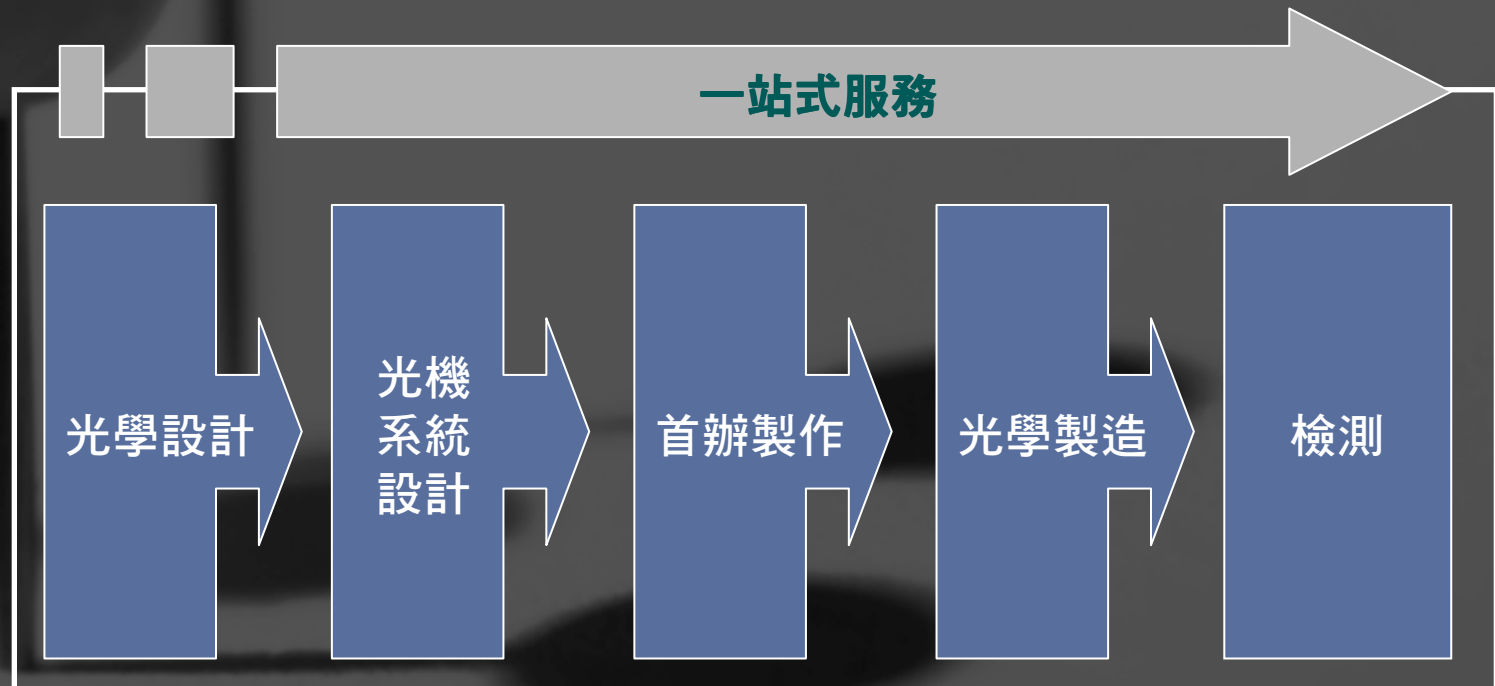 一站式服務
光學設計
光機
系統
設計
首辦製作
光學製造
檢測